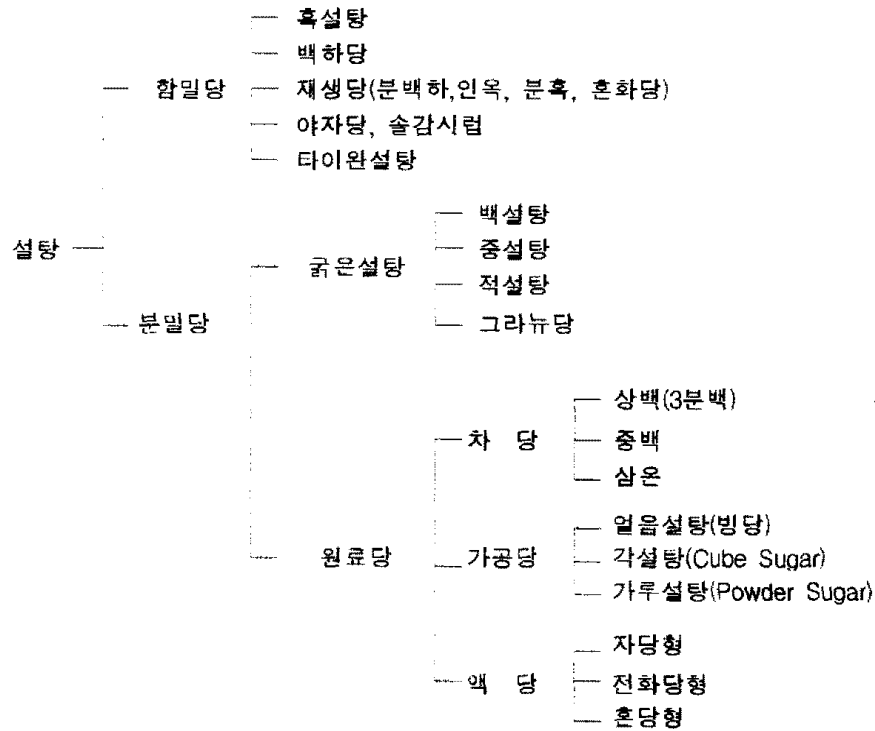 흑설탕
백하당
함밀당 재생당(분백하,인옥, 분흑, 혼화당)
야자당, 솔감시럽
타이완설탕
백설탕
설탕 중설탕
굵은설탕
적설탕
분밀당 그라뉴당
상백(3분백)
차 당 중백
삼온
얼음설탕(빙당)
원료당 가공당 각설탕(Cube Sugar)
가루설탕(Powder Sugar)
자당형
액 당 전화당형
혼당형